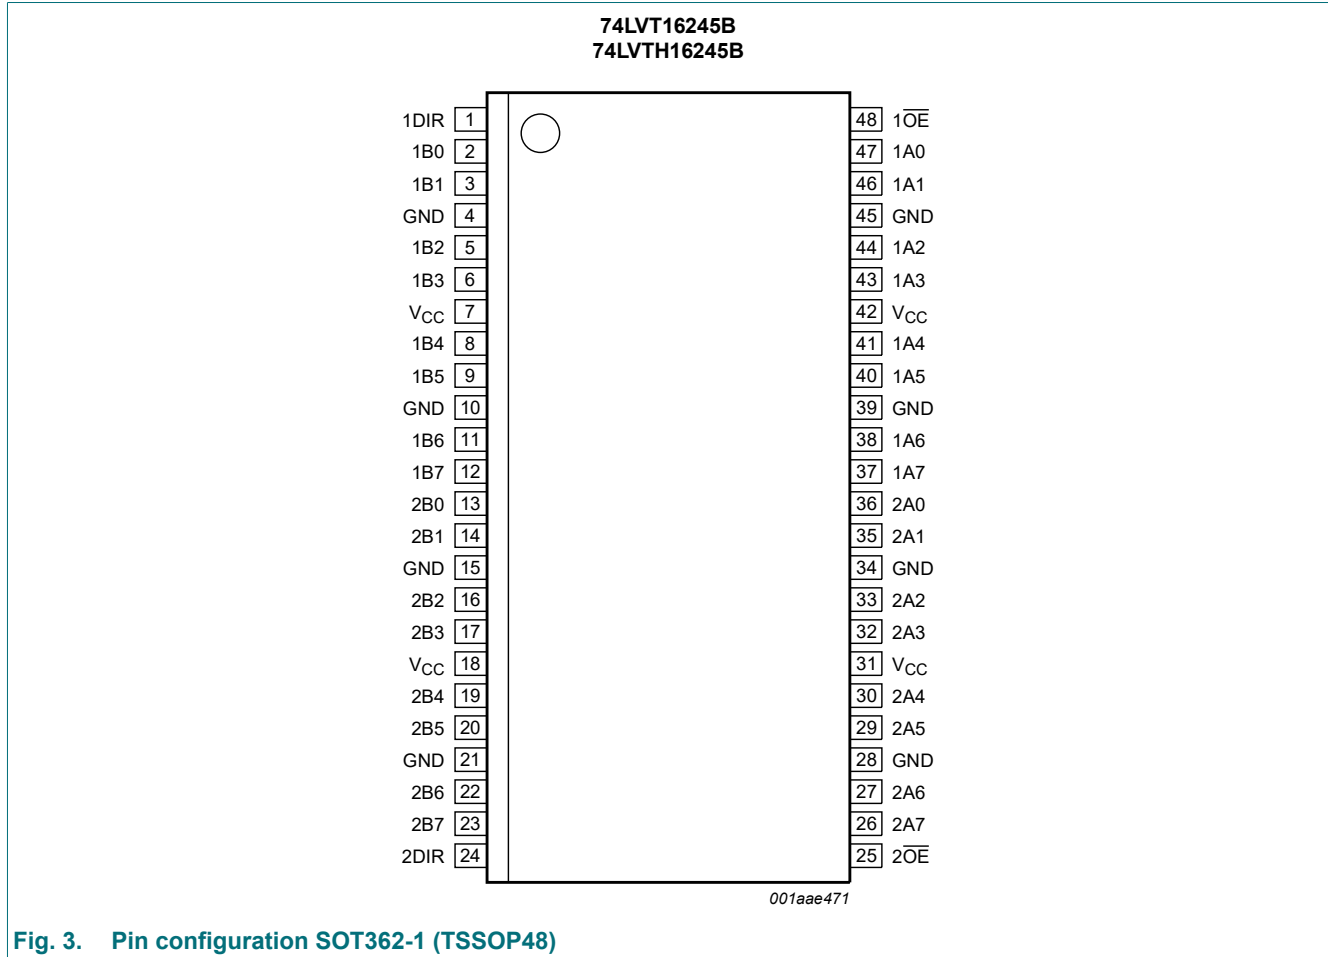 74LVT16245B
74LVTH16245B
1DIR 1 48 1O̅E̅
1B0 2 47 1A0
1B1 3 46 1A1
GND 4 45 GND
1B2 5 44 1A2
1B3 6 43 1A3
VCC 7 42 VCC
1B4 8 41 1A4
1B5 9 40 1A5
GND 10 39 GND
1B6 11 38 1A6
1B7 12 37 1A7
2B0 13 36 2A0
2B1 14 35 2A1
GND 15 34 GND
2B2 16 33 2A2
2B3 17 32 2A3
VCC 18 31 VCC
2B4 19 30 2A4
2B5 20 29 2A5
GND 21 28 GND
2B6 22 27 2A6
2B7 23 26 2A7
2DIR 24 25 2O̅E̅
001aae471
Fig. 3. Pin configuration SOT362-1 (TSSOP48)